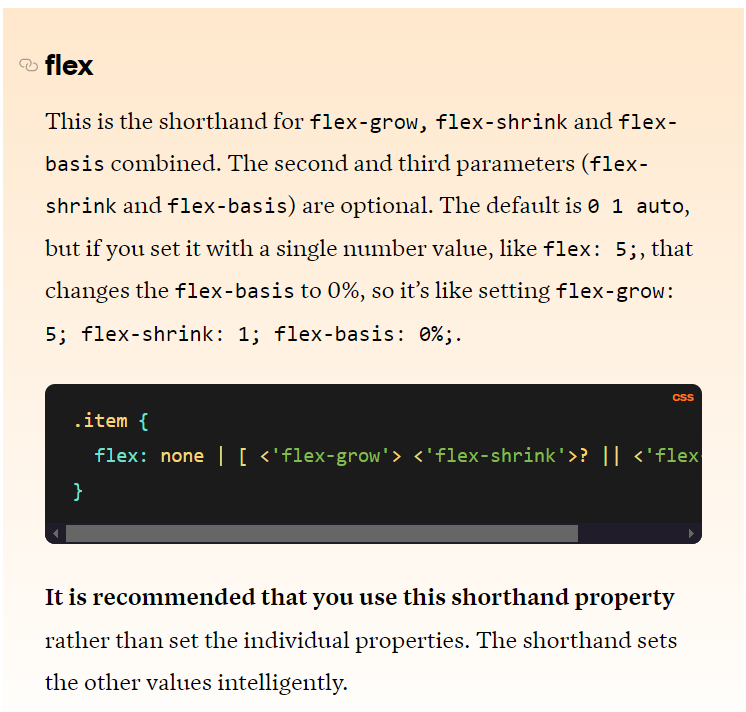 flex
This is the shorthand for flex-grow, flex-shrink and flex-
basis combined. The second and third parameters (flex-
shrink and flex-basis) are optional. The default is 0 1 auto,
but if you set it with a single number value, like flex: 5;, that
changes the flex-basis to 0%, so it’s like setting flex-grow:
5; flex-shrink: 1; flex-basis: 0%;.
CSS
.item {
  flex: none | [ <'flex-grow'> <'flex-shrink'>? || <'flex-
}
It is recommended that you use this shorthand property
rather than set the individual properties. The shorthand sets
the other values intelligently.